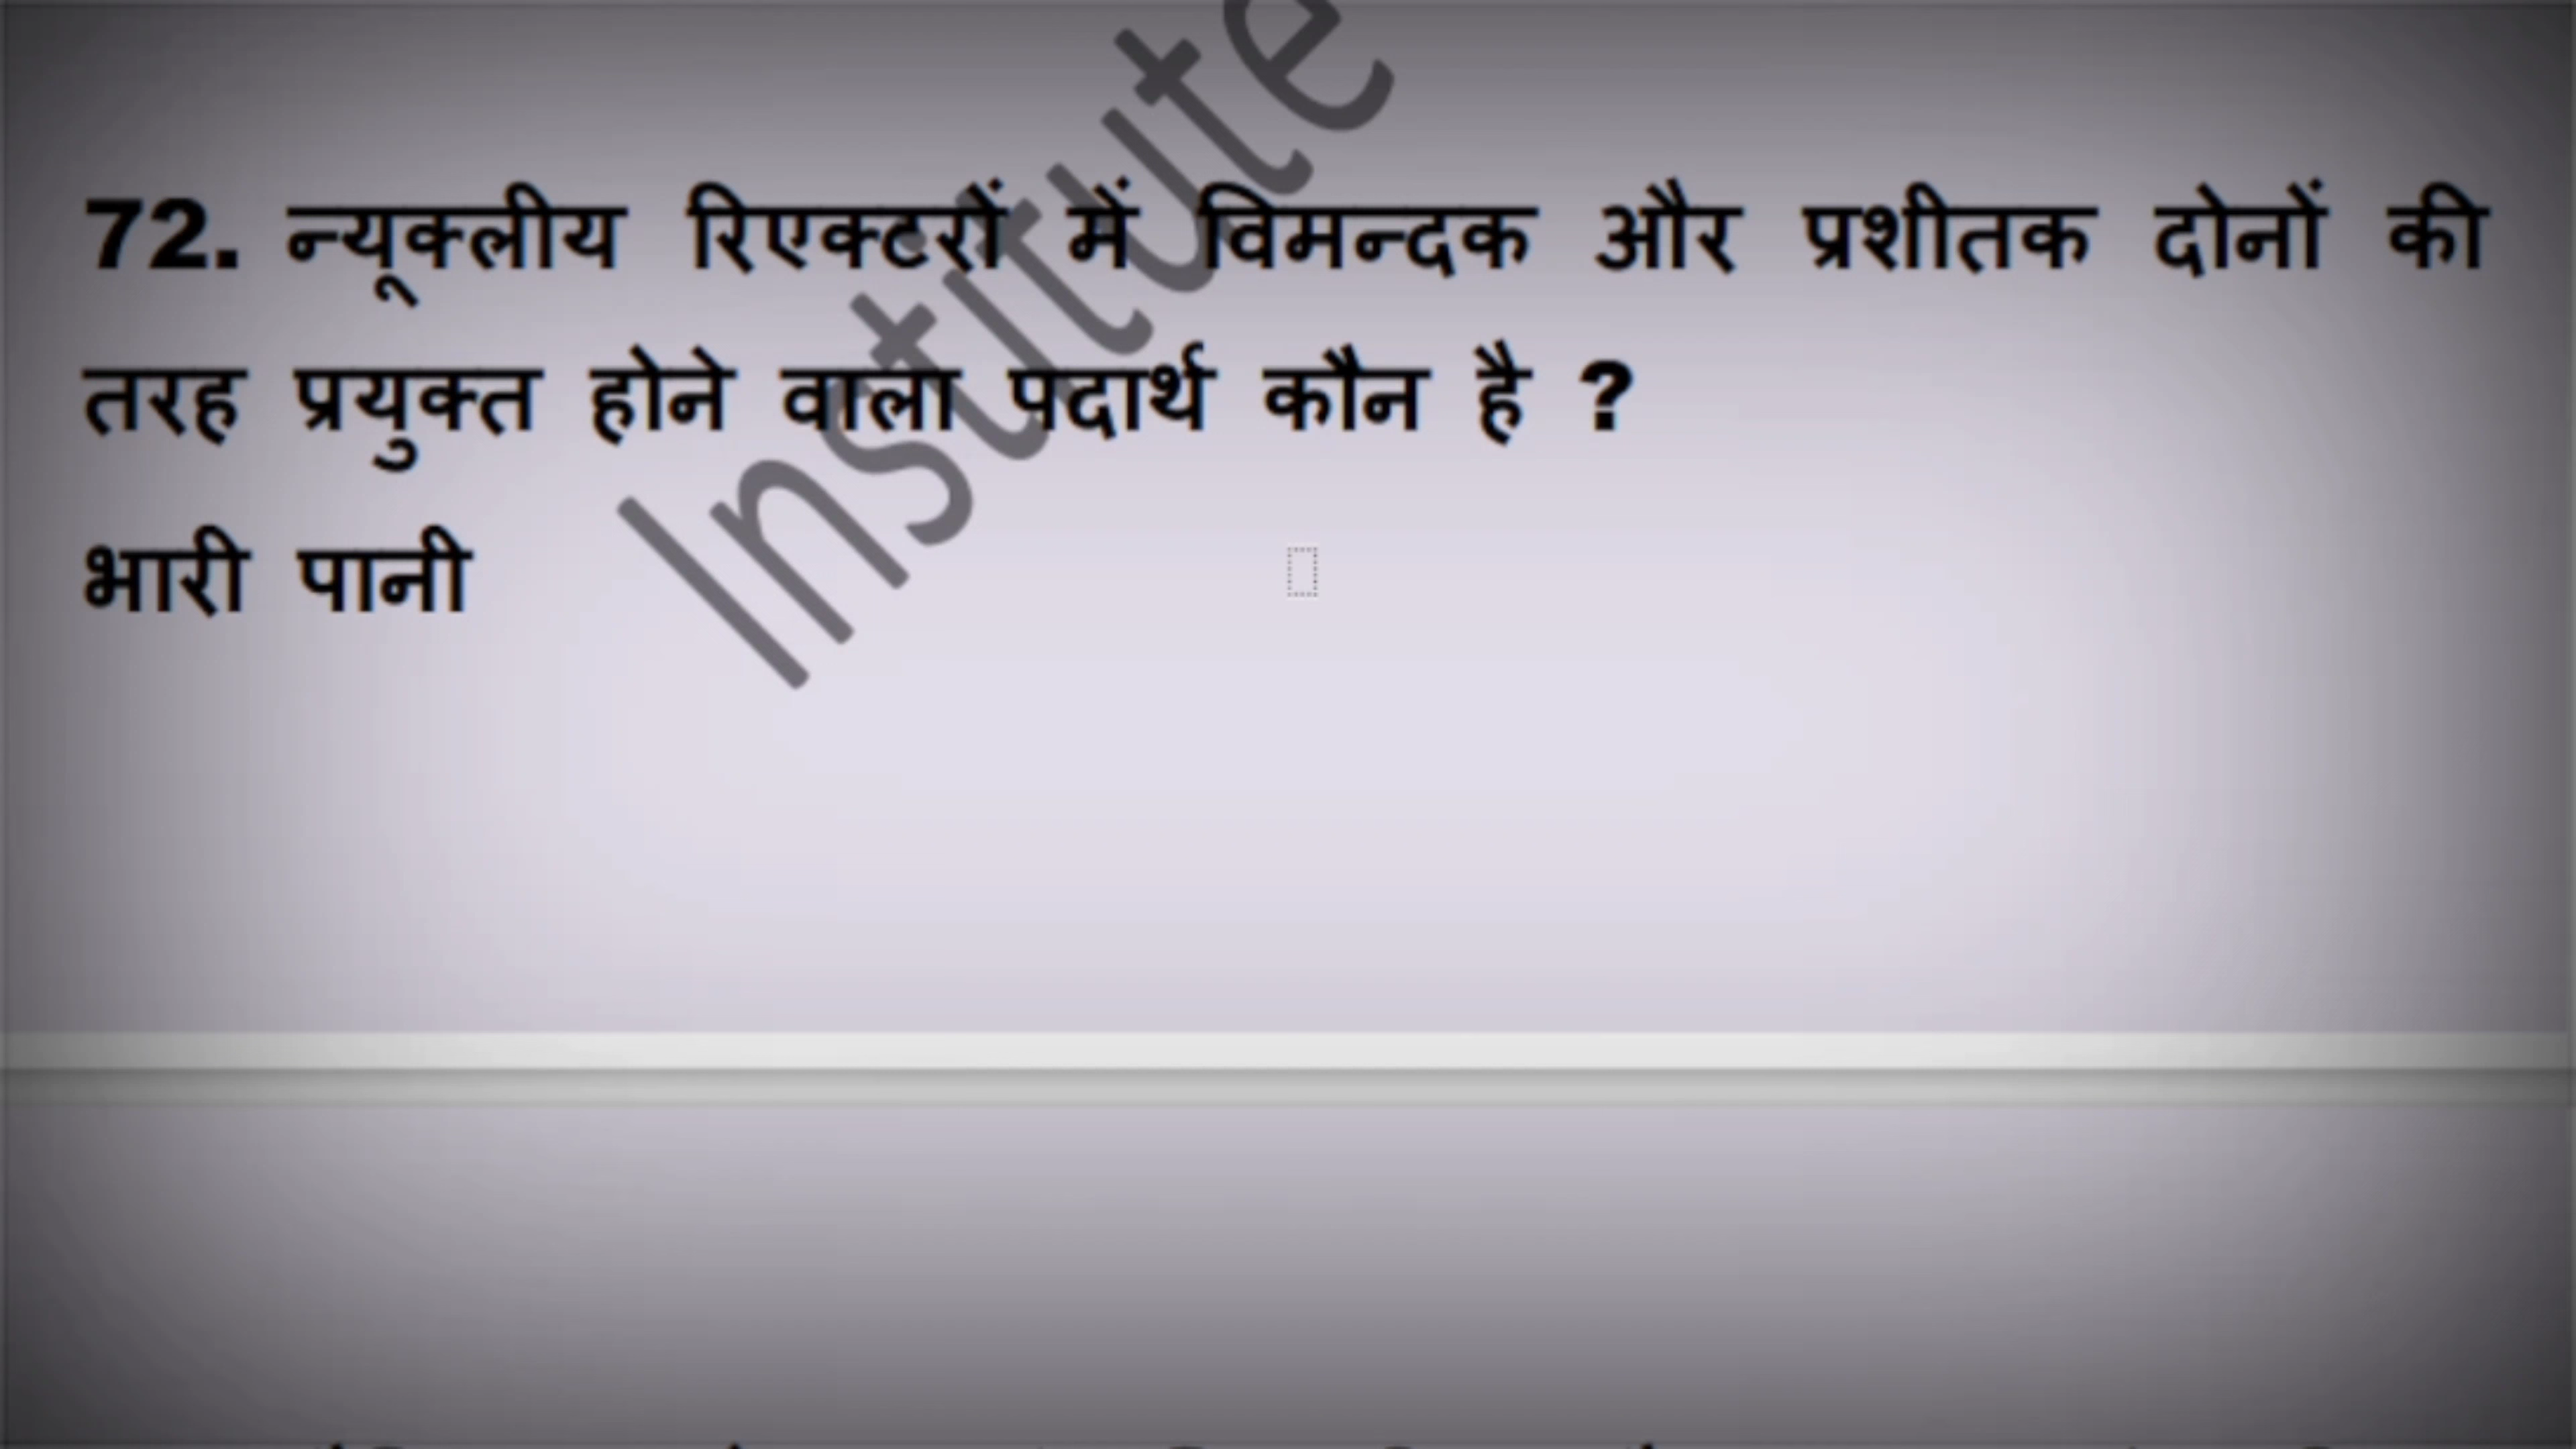 Institute
72. न्यूक्लीय रिएक्टरों में विमन्दक और प्रशीतक दोनों की
तरह प्रयुक्त होने वाला पदार्थ कौन है ?
भारी पानी